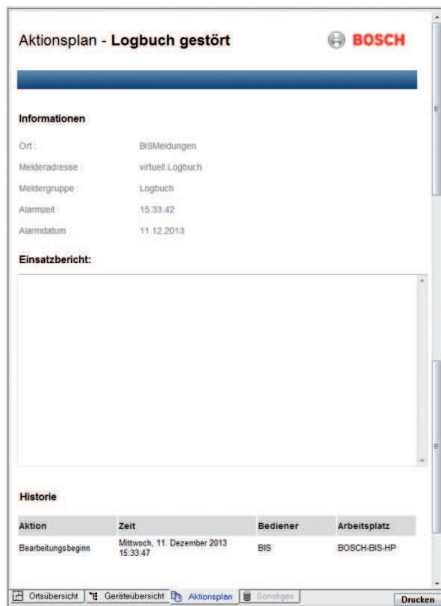 Aktionsplan - Logbuch gestört
BOSCH
Informationen
Ort : BISMeldungen
Melderadresse : virtuell.Logbuch
Meldergruppe : Logbuch
Alarmzeit : 15:33:42
Alarmdatum : 11.12.2013
Einsatzbericht:
Historie
Aktion Zeit Bediener Arbeitsplatz
Bearbeitungsbeginn Mittwoch, 11. Dezember 2013 BIS BOSCH-BIS-HP
15:33:47
Ortsübersicht Geräteübersicht Aktionsplan Sonstiges Drucken